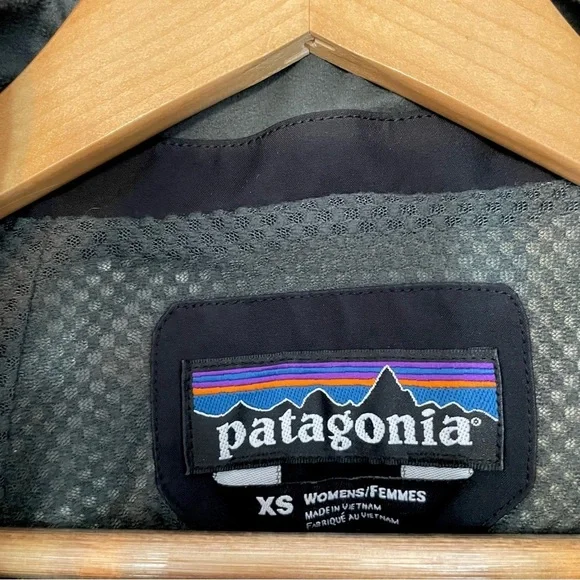 patagonia®
XS WOMENS/FEMMES
MADE IN VIETNAM
FABRIQUÉ AU VIETNAM